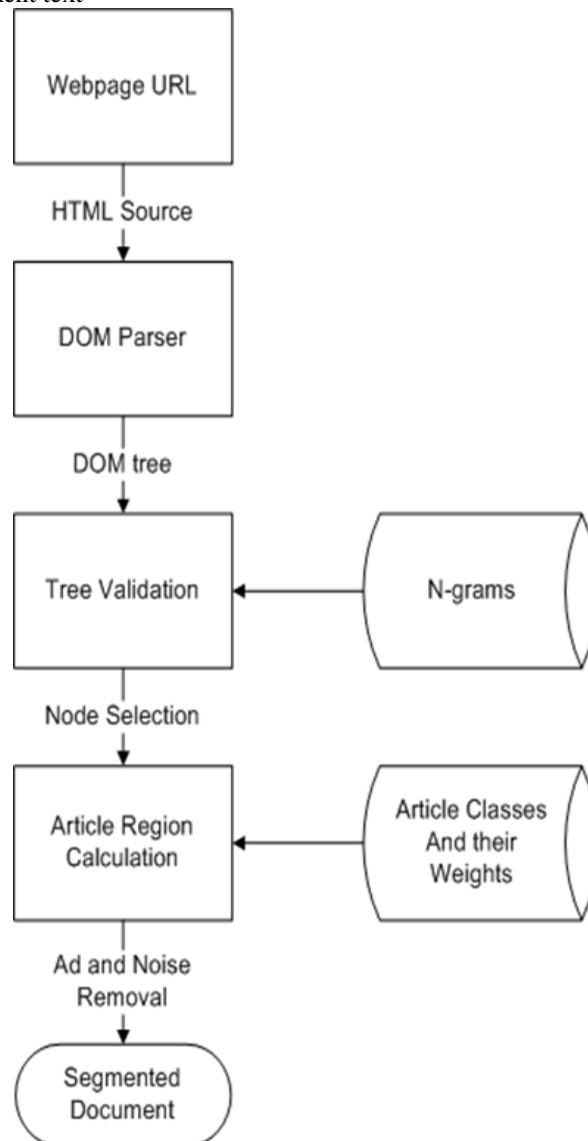 Webpage URL
HTML Source
DOM Parser
DOM tree
Tree Validation
N-grams
Node Selection
Article Region
Calculation
Article Classes
And their
Weights
Ad and Noise
Removal
Segmented
Document